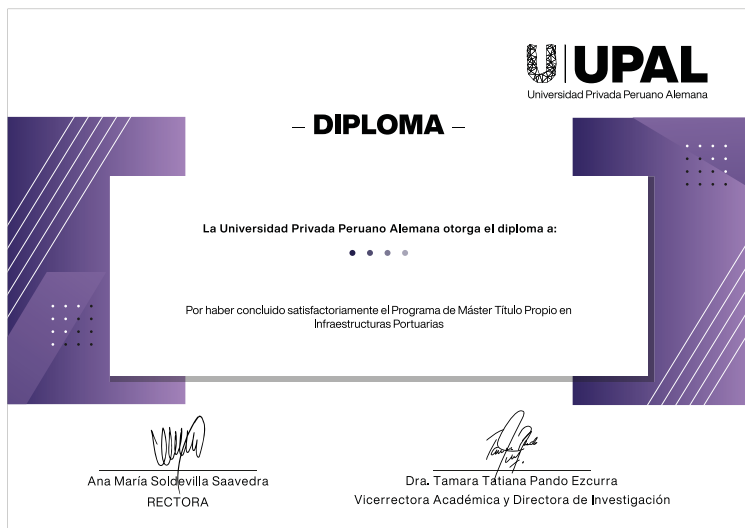 UPAL
Universidad Privada Peruano Alemana
– DIPLOMA –
La Universidad Privada Peruano Alemana otorga el diploma a:
Por haber concluido satisfactoriamente el Programa de Máster Título Propio en
Infraestructuras Portuarias
Ana María Soldevilla Saavedra
RECTORA
Dra. Tamara Tatiana Pando Ezcurra
Vicerrectora Académica y Directora de Investigación